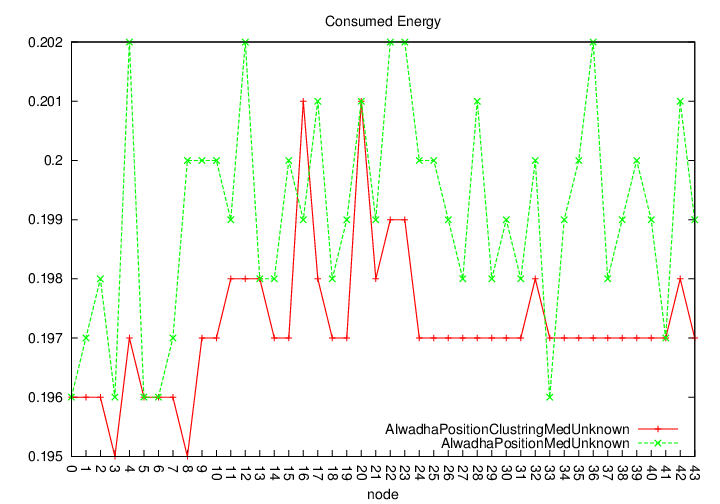 Consumed Energy
0.202
0.201
0.2
0.199
0.198
0.197
0.196
0.195
AlwadhaPositionClustringMedUnknown
AlwadhaPositionMedUnknown
0 1 2 3 4 5 6 7 8 9 10 11 12 13 14 15 16 17 18 19 20 21 22 23 24 25 26 27 28 29 30 31 32 33 34 35 36 37 38 39 40 41 42 43
node